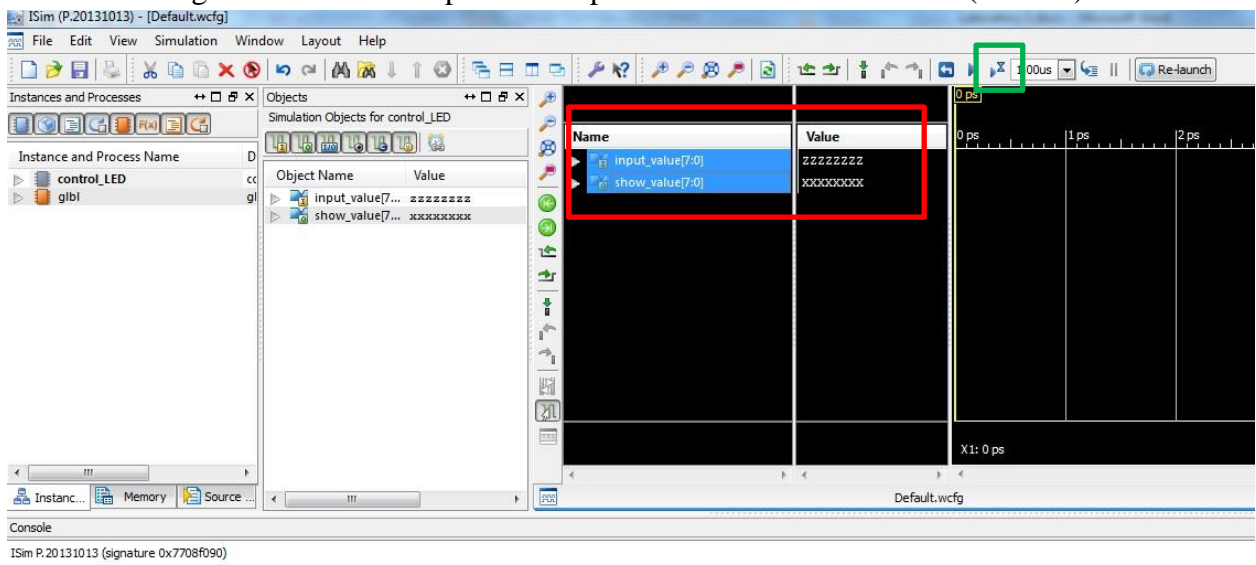 ISim (P.20131013) - [Default.wcfg]
File Edit View Simulation Window Layout Help
1.00us
Re-launch
Instances and Processes
Objects
Simulation Objects for control_LED
Instance and Process Name D
control_LED
glbl gl
Object Name Value
input_value[7... zzzzzzzz
show_value[7... xxxxxxxx
Name Value
input_value[7:0] zzzzzzzz
show_value[7:0] xxxxxxxx
0 ps
0 ps 1 ps 2 ps
X1: 0 ps
Instanc... Memory Source ...
Default.wcfg
Console
ISim P.20131013 (signature 0x7708f090)